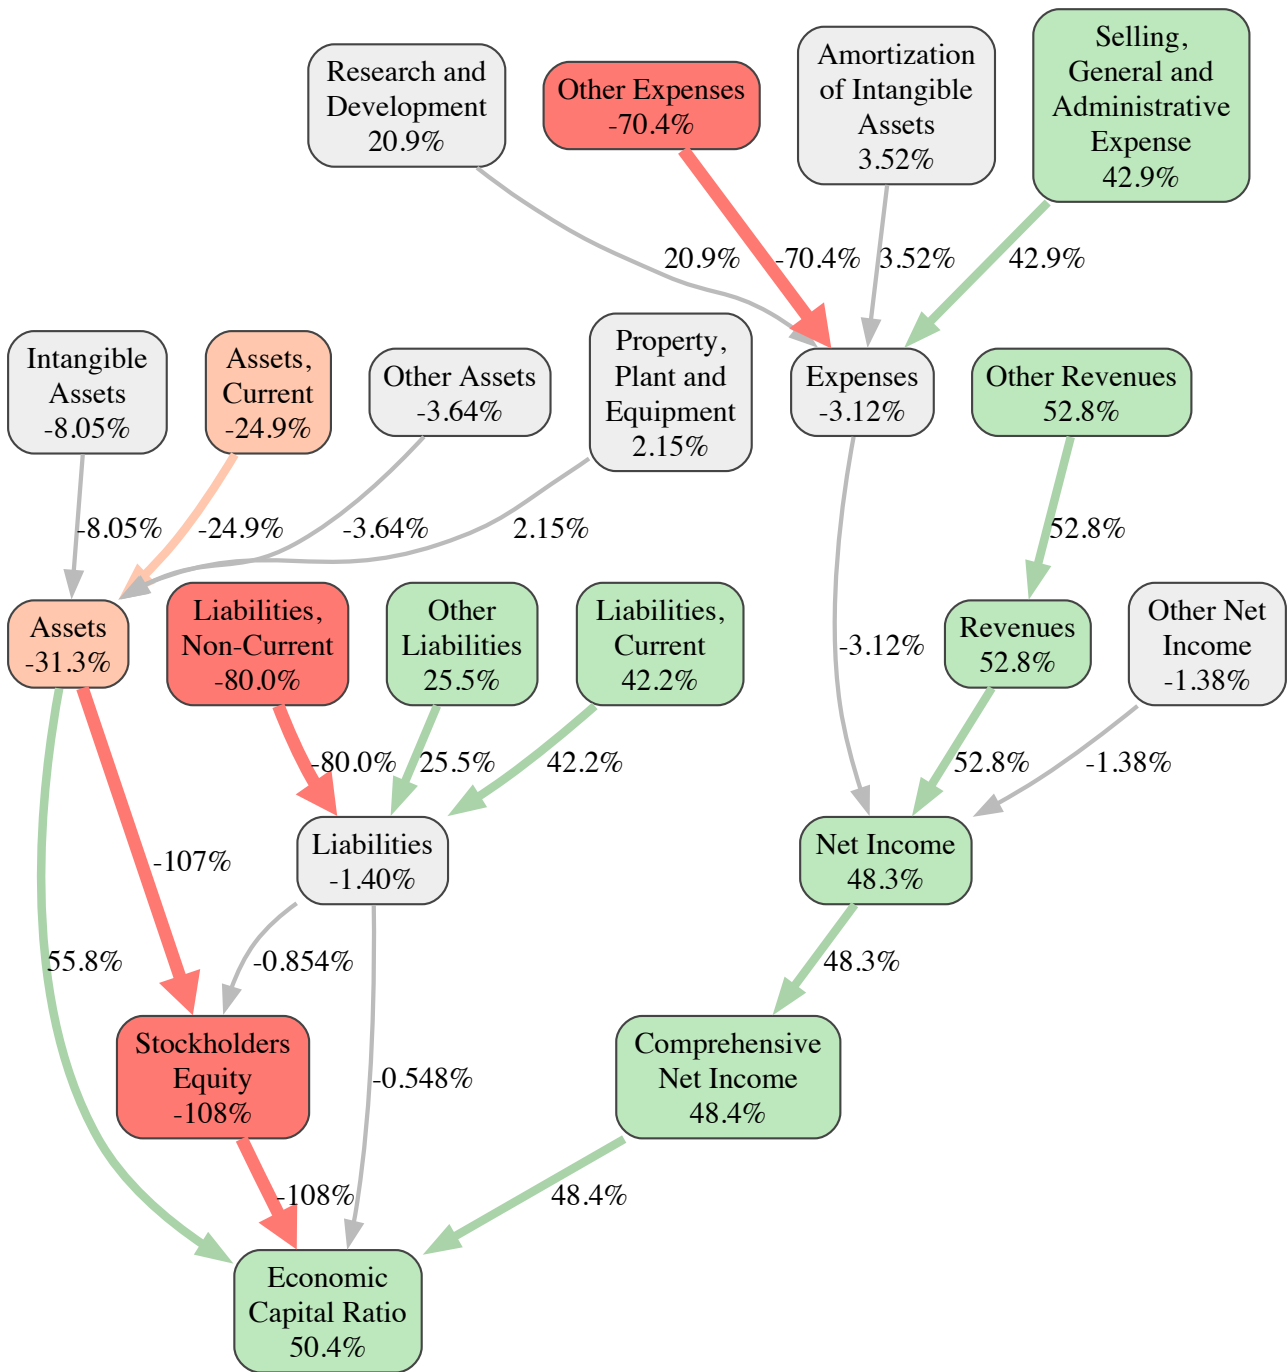 Research and
Development
20.9%
Other Expenses
-70.4%
Amortization
of Intangible
Assets
3.52%
Selling,
General and
Administrative
Expense
42.9%
20.9%
-70.4%
3.52%
42.9%
Intangible
Assets
-8.05%
Assets,
Current
-24.9%
Other Assets
-3.64%
Property,
Plant and
Equipment
2.15%
Expenses
-3.12%
Other Revenues
52.8%
-8.05%
-24.9%
-3.64%
2.15%
52.8%
Assets
-31.3%
Liabilities,
Non-Current
-80.0%
Other
Liabilities
25.5%
Liabilities,
Current
42.2%
-3.12%
Revenues
52.8%
Other Net
Income
-1.38%
-80.0%
25.5%
42.2%
52.8%
-1.38%
-107%
Liabilities
-1.40%
Net Income
48.3%
55.8%
-0.854%
48.3%
Stockholders
Equity
-108%
-0.548%
Comprehensive
Net Income
48.4%
-108%
48.4%
Economic
Capital Ratio
50.4%